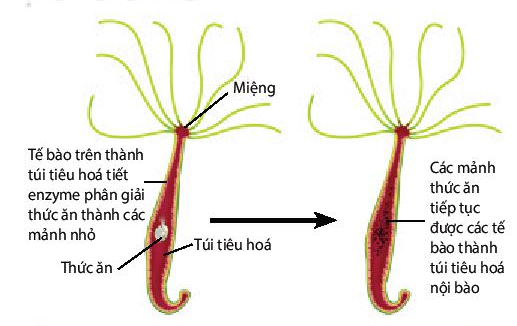 Miệng
Tế bào trên thành
túi tiêu hoá tiết
enzyme phân giải
thức ăn thành các
mảnh nhỏ
Thức ăn
Túi tiêu hoá
Các mảnh
thức ăn
tiếp tục
được các tế
bào thành
túi tiêu hoá
nội bào